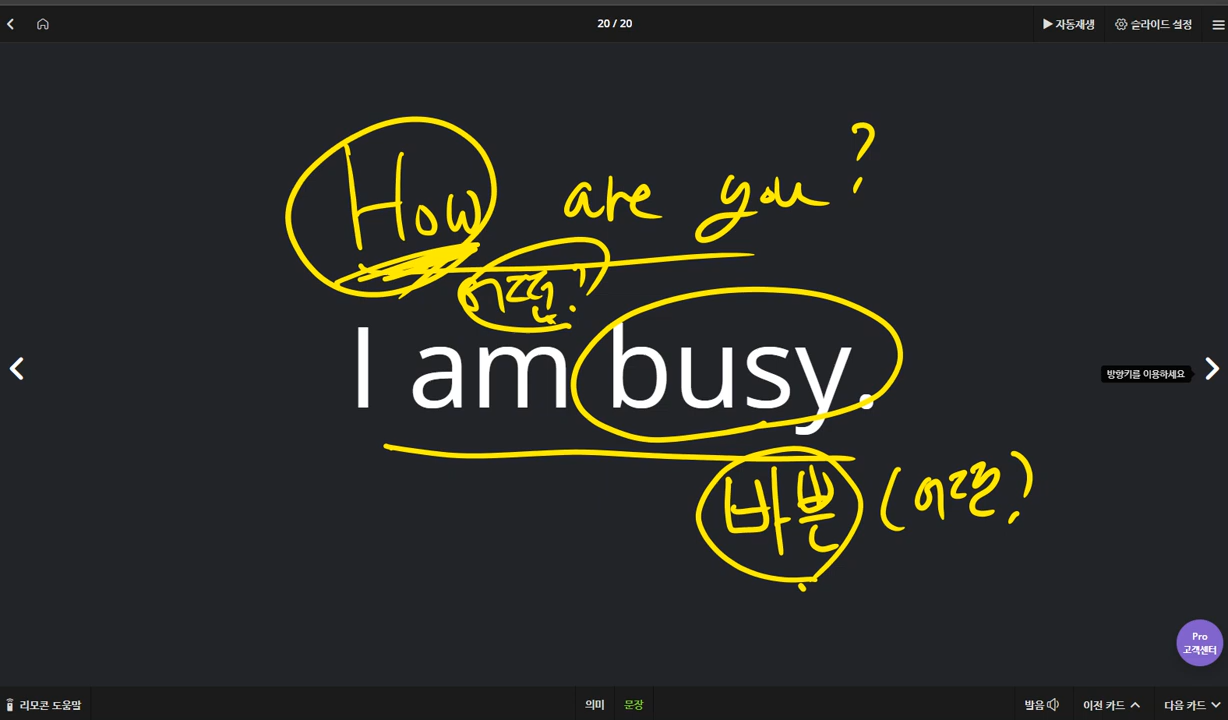 20 / 20
자동재생
슬라이드 설정
How are you?
어떤?
I am busy.
방향키를 이용하세요
바쁜 (어떤?)
Pro
고객센터
리모콘 도움말
의미
문장
발음
이전 카드
다음 카드